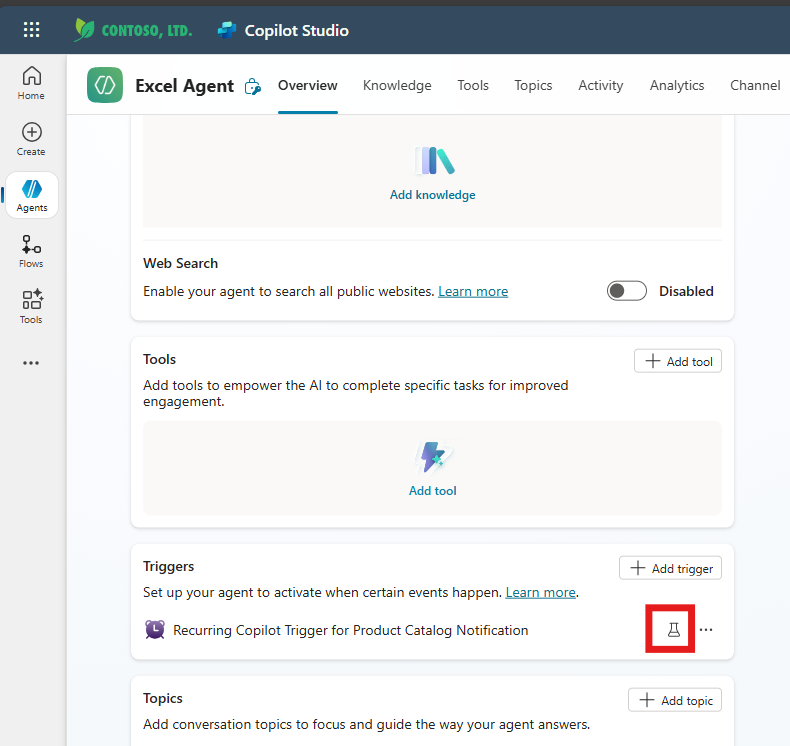 CONTOSO, LTD.
Copilot Studio
Home
Create
Agents
Flows
Tools
Excel Agent
Overview
Knowledge
Tools
Topics
Activity
Analytics
Channel
Add knowledge
Web Search
Enable your agent to search all public websites. Learn more
Disabled
Tools
Add tool
Add tools to empower the AI to complete specific tasks for improved
engagement.
Add tool
Triggers
Add trigger
Set up your agent to activate when certain events happen. Learn more.
Recurring Copilot Trigger for Product Catalog Notification
Topics
Add topic
Add conversation topics to focus and guide the way your agent answers.